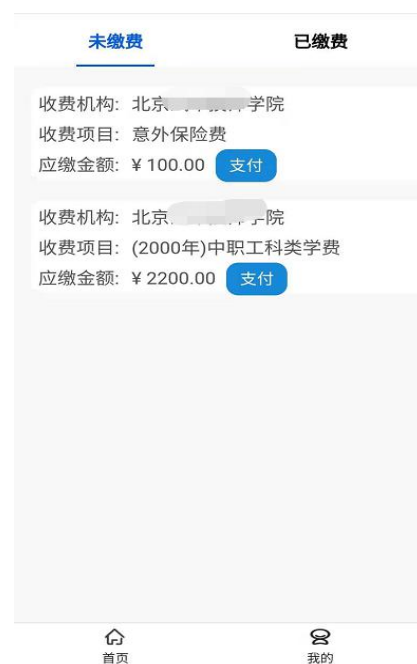 未缴费 已缴费
收费机构: 北京 学院
收费项目: 意外保险费
应缴金额: ¥ 100.00 支付
收费机构: 北京 院
收费项目: (2000年)中职工科类学费
应缴金额: ¥ 2200.00 支付
首页 我的